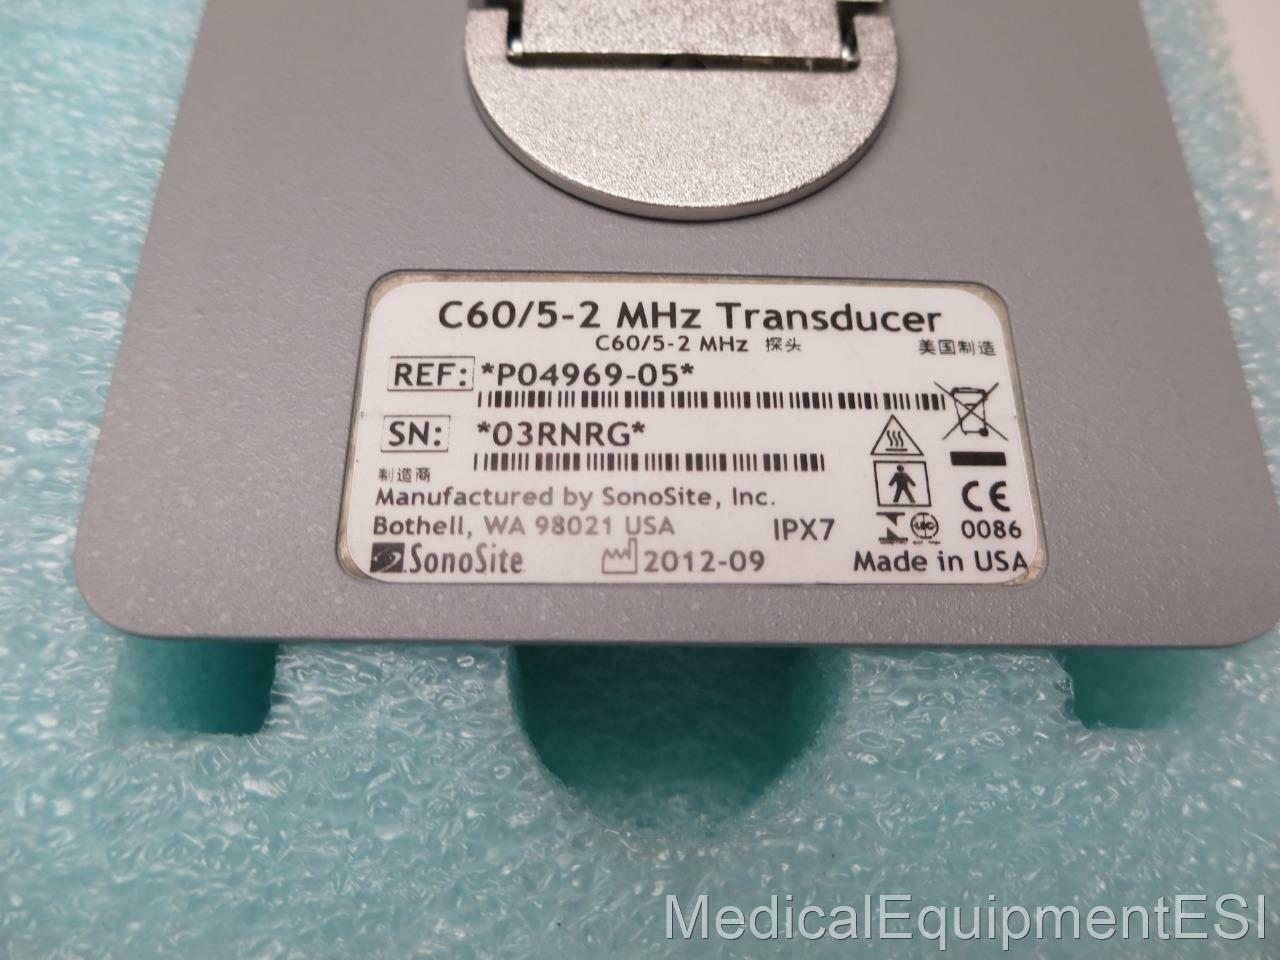 C60/5-2 MHz Transducer
C60/5-2 MHz 探头 美国制造
REF: *P04969-05*
SN: *03RNRG*
制造商
Manufactured by SonoSite, Inc.
Bothell, WA 98021 USA IPX7
CE 0086
SonoSite 2012-09 Made in USA
MedicalEquipmentESI